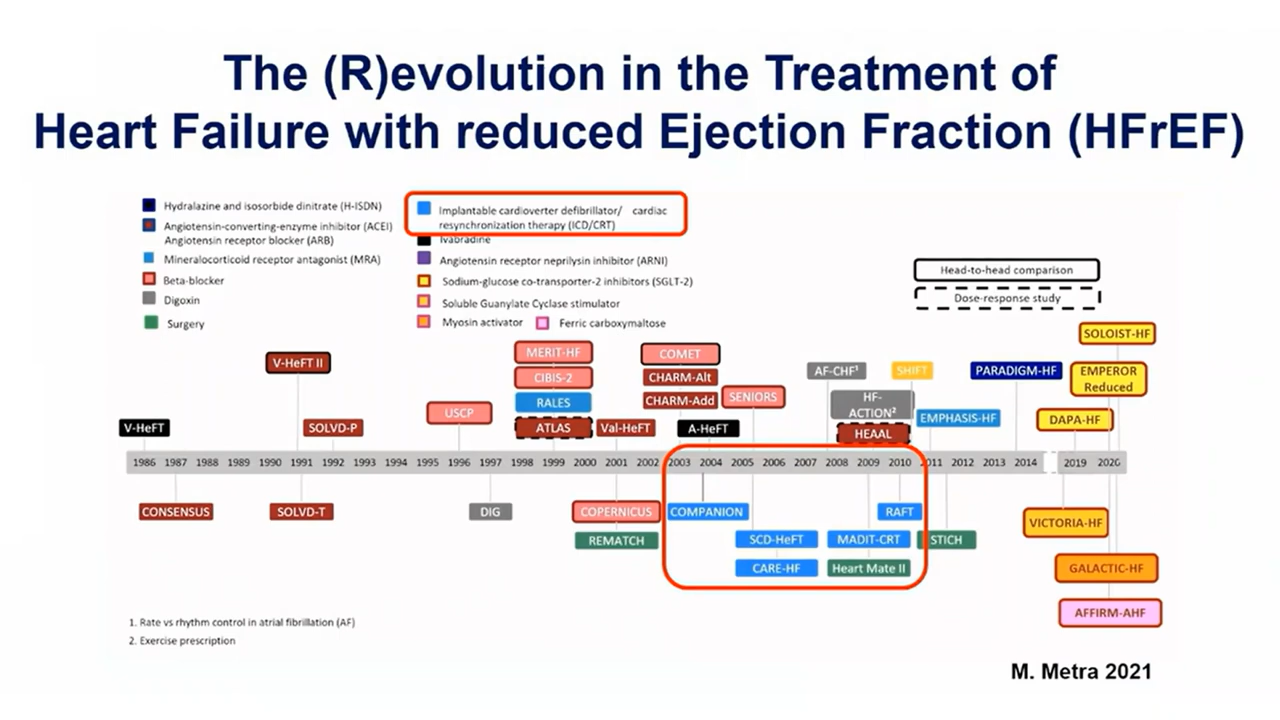 The (R)evolution in the Treatment of
Heart Failure with reduced Ejection Fraction (HFrEF)
Hydralazine and isosorbide dinitrate (H-ISDN)
Angiotensin-converting-enzyme inhibitor (ACEI)
Angiotensin receptor blocker (ARB)
Mineralocorticoid receptor antagonist (MRA)
Beta-blocker
Digoxin
Surgery
Implantable cardioverter defibrillator/ cardiac
resynchronization therapy (ICD/CRT)
Ivabradine
Angiotensin receptor neprilysin inhibitor (ARNI)
Sodium-glucose co-transporter-2 inhibitors (SGLT-2)
Soluble Guanylate Cyclase stimulator
Myosin activator Ferric carboxymaltose
Head-to-head comparison
Dose-response study
SOLOIST-HF
V-HeFT II
MERIT-HF
COMET
AF-CHF¹
SHIFT
PARADIGM-HF
EMPEROR
Reduced
CIBIS-2
CHARM-Alt
RALES
CHARM-Add
SENIORS
HF-
ACTION²
USCP
EMPHASIS-HF
DAPA-HF
V-HeFT
SOLVD-P
ATLAS
Val-HeFT
A-HeFT
HEAAL
1986 1987 1988 1989 1990 1991 1992 1993 1994 1995 1996 1997 1998 1999 2000 2001 2002 2003 2004 2005 2006 2007 2008 2009 2010 2011 2012 2013 2014 2019 2020
CONSENSUS
SOLVD-T
DIG
COPERNICUS
COMPANION
RAFT
VICTORIA-HF
REMATCH
SCD-HeFT
MADIT-CRT
STICH
CARE-HF
Heart Mate II
GALACTIC-HF
AFFIRM-AHF
1. Rate vs rhythm control in atrial fibrillation (AF)
2. Exercise prescription
M. Metra 2021